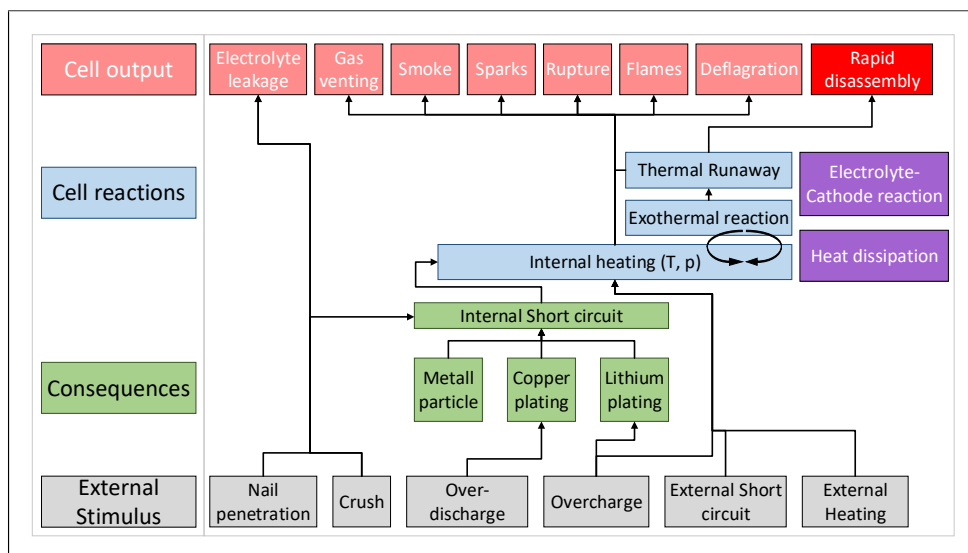 Cell output
Electrolyte
leakage
Gas
venting
Smoke
Sparks
Rupture
Flames
Deflagration
Rapid
disassembly
Cell reactions
Thermal Runaway
Electrolyte-
Cathode reaction
Exothermal reaction
Internal heating (T, p)
Heat dissipation
Internal Short circuit
Consequences
Metall
particle
Copper
plating
Lithium
plating
External
Stimulus
Nail
penetration
Crush
Over-
discharge
Overcharge
External Short
circuit
External
Heating